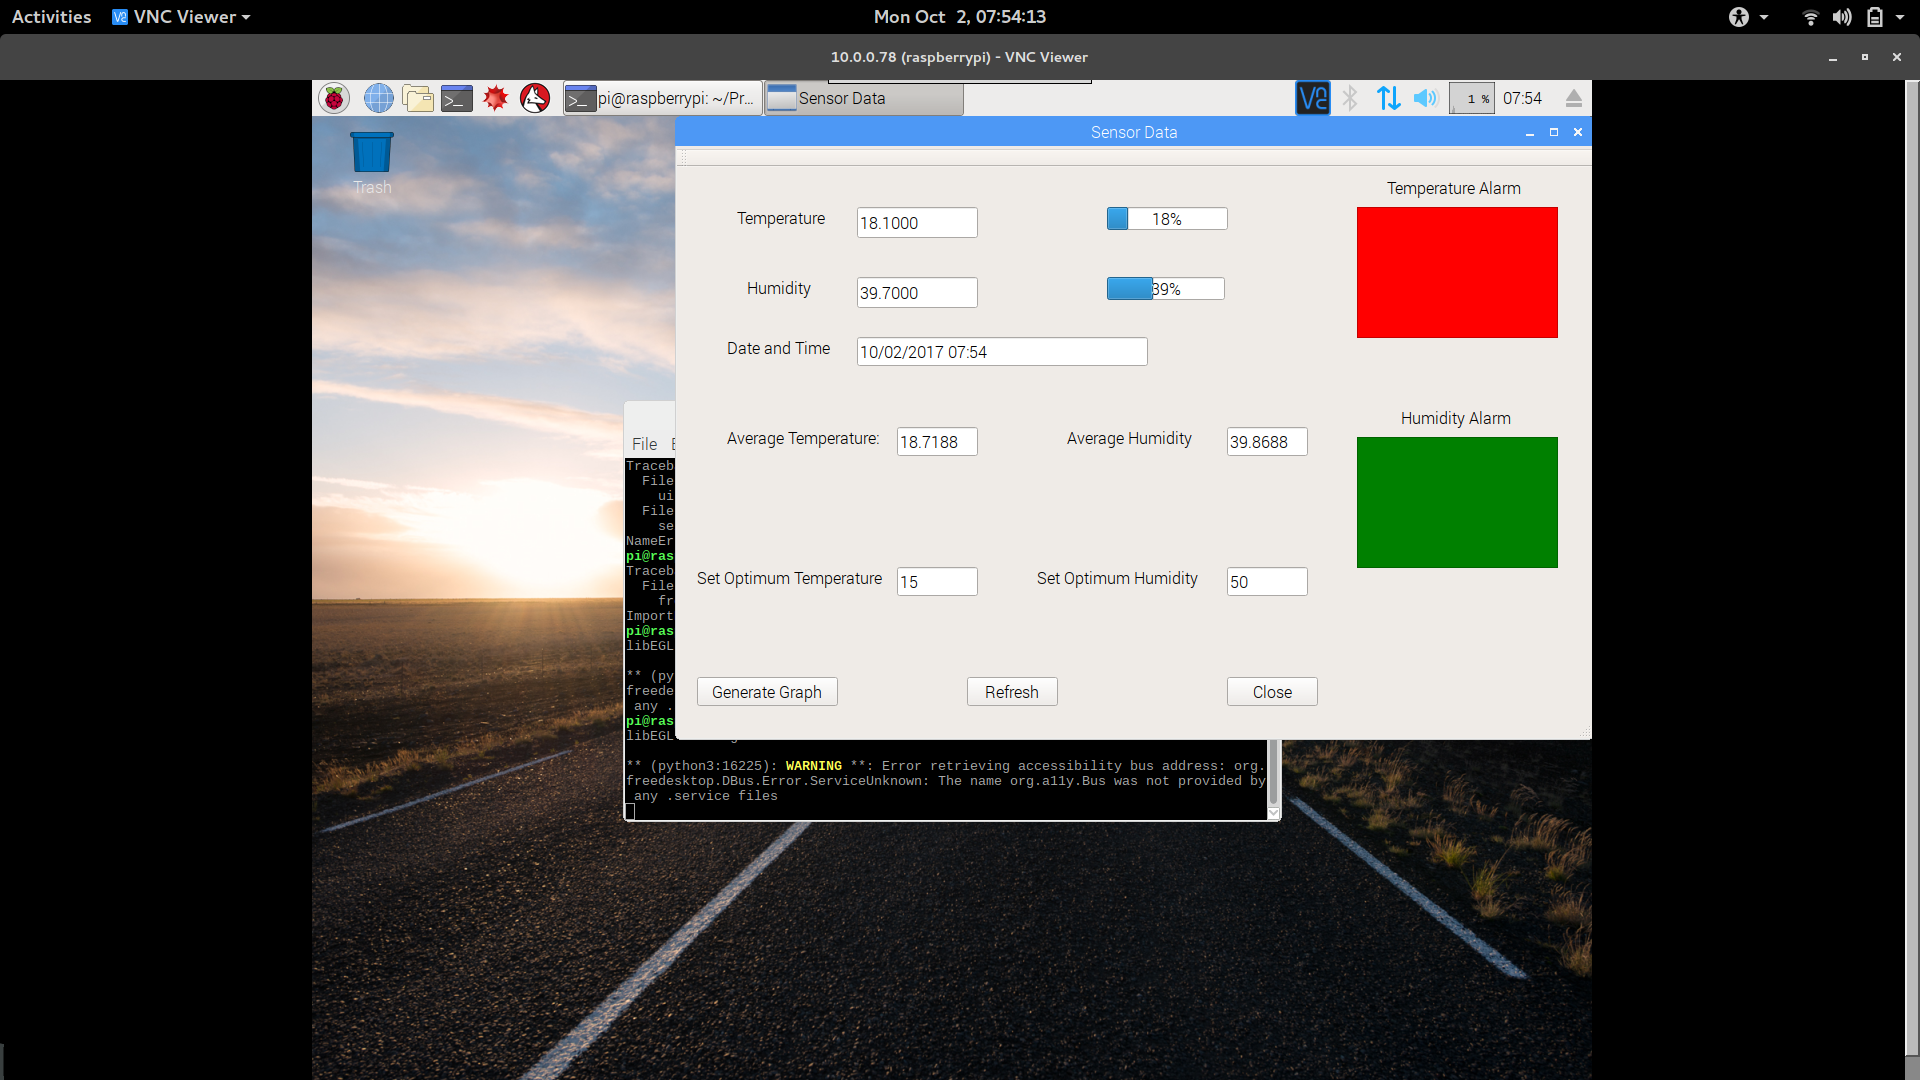 Activities VNC Viewer Mon Oct 2, 07:54:13
10.0.0.78 (raspberrypi) - VNC Viewer
pi@raspberrypi: ~/Pr... Sensor Data 1 % 07:54
Trash
Sensor Data
Temperature 18.1000 18%
Temperature Alarm
Humidity 39.7000 39%
Date and Time 10/02/2017 07:54
Humidity Alarm
Average Temperature: 18.7188 Average Humidity 39.8688
Set Optimum Temperature 15 Set Optimum Humidity 50
Generate Graph Refresh Close
File
Traceb
File
ui
File
se
NameEr
pi@ras
Traceb
File
fr
Import
pi@ras
libEGL
** (py
freede
any .
pi@ras
libEGL
** (python3:16225): WARNING **: Error retrieving accessibility bus address: org.
freedesktop.DBus.Error.ServiceUnknown: The name org.a11y.Bus was not provided by
any .service files